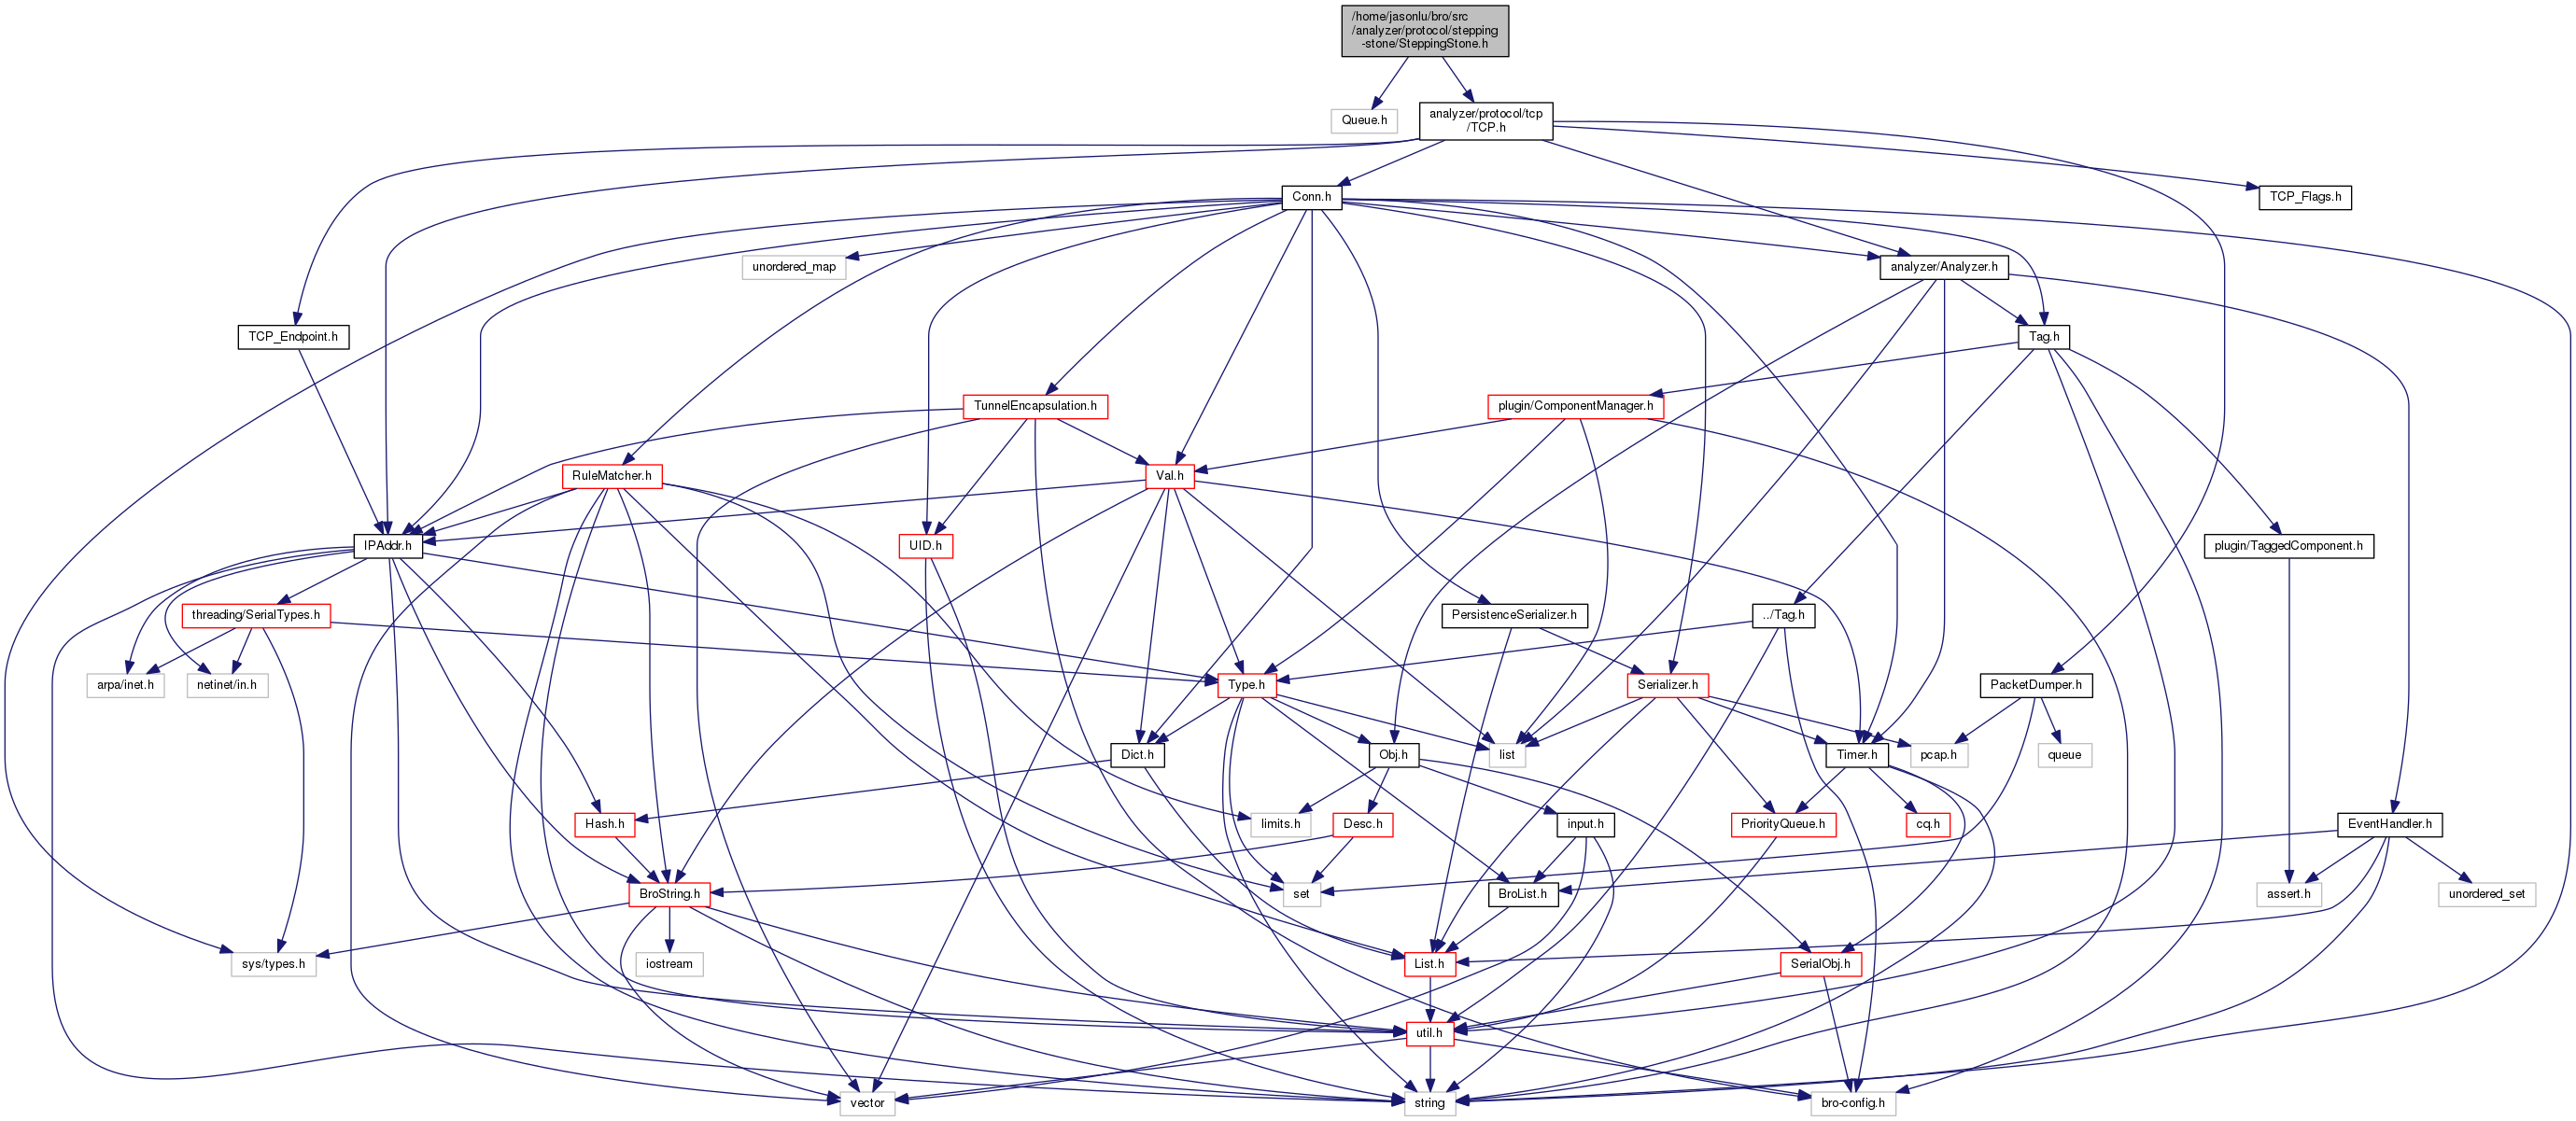 /home/jasonlu/bro/src
/analyzer/protocol/stepping
-stone/SteppingStone.h
Queue.h
analyzer/protocol/tcp
/TCP.h
Conn.h
TCP_Flags.h
unordered_map
analyzer/Analyzer.h
TCP_Endpoint.h
Tag.h
TunnelEncapsulation.h
plugin/ComponentManager.h
RuleMatcher.h
Val.h
IPAddr.h
UID.h
plugin/TaggedComponent.h
threading/SerialTypes.h
PersistenceSerializer.h
../Tag.h
arpa/inet.h
netinet/in.h
Type.h
Serializer.h
PacketDumper.h
Dict.h
Obj.h
list
Timer.h
pcap.h
queue
Hash.h
limits.h
Desc.h
input.h
PriorityQueue.h
cq.h
EventHandler.h
BroString.h
set
BroList.h
assert.h
unordered_set
sys/types.h
iostream
List.h
SerialObj.h
util.h
vector
string
bro-config.h